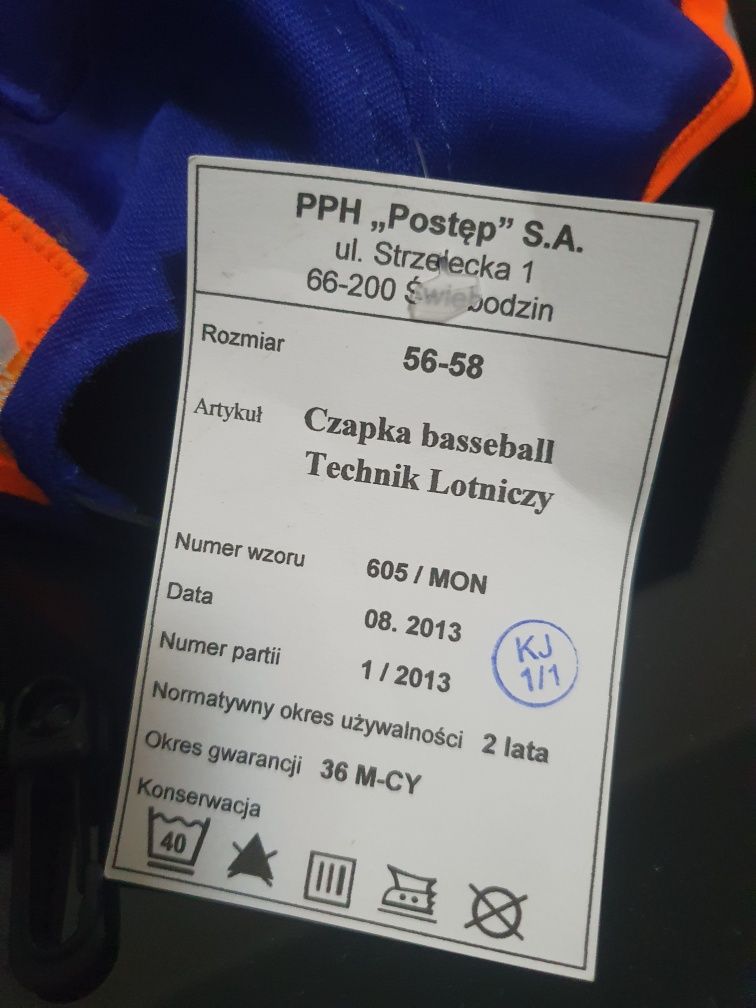 PPH „Postęp” S.A.
ul. Strzelecka 1
66-200 Świebodzin
Rozmiar 56-58
Artykuł Czapka basseball
Technik Lotniczy
Numer wzoru 605 / MON
Data 08. 2013
Numer partii 1 / 2013
KJ
1/1
Normatywny okres używalności 2 lata
Okres gwarancji 36 M-CY
Konserwacja
40